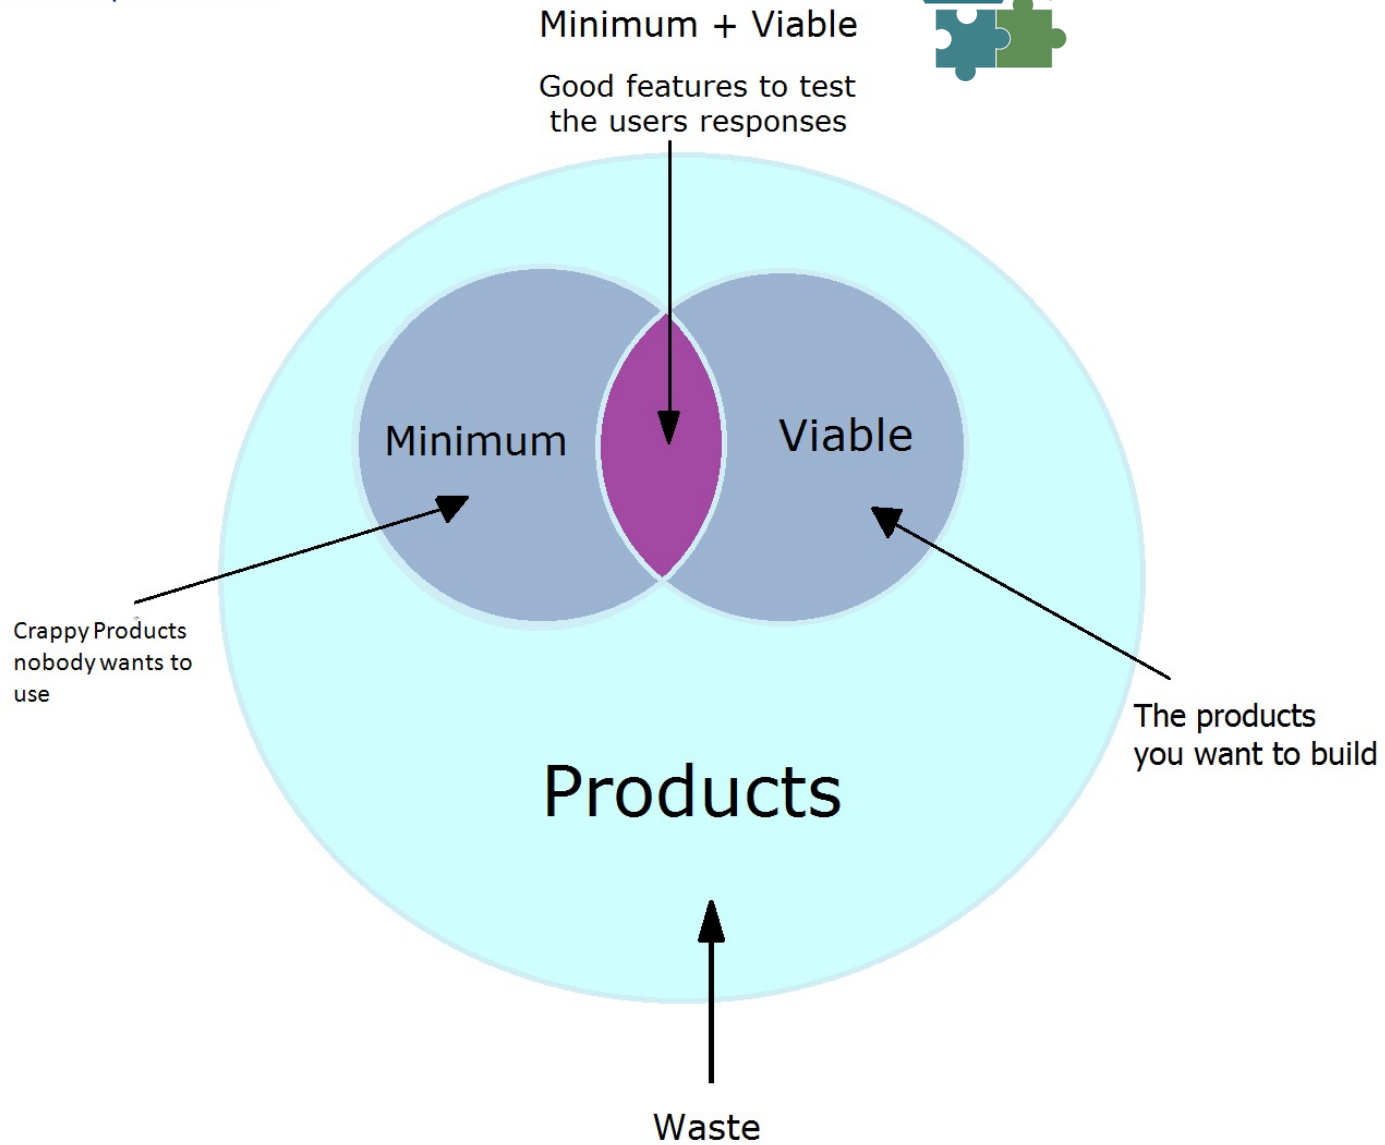 Minimum + Viable
Good features to test
the users responses
Minimum
Viable
Crappy Products
nobody wants to
use
The products
you want to build
Products
Waste